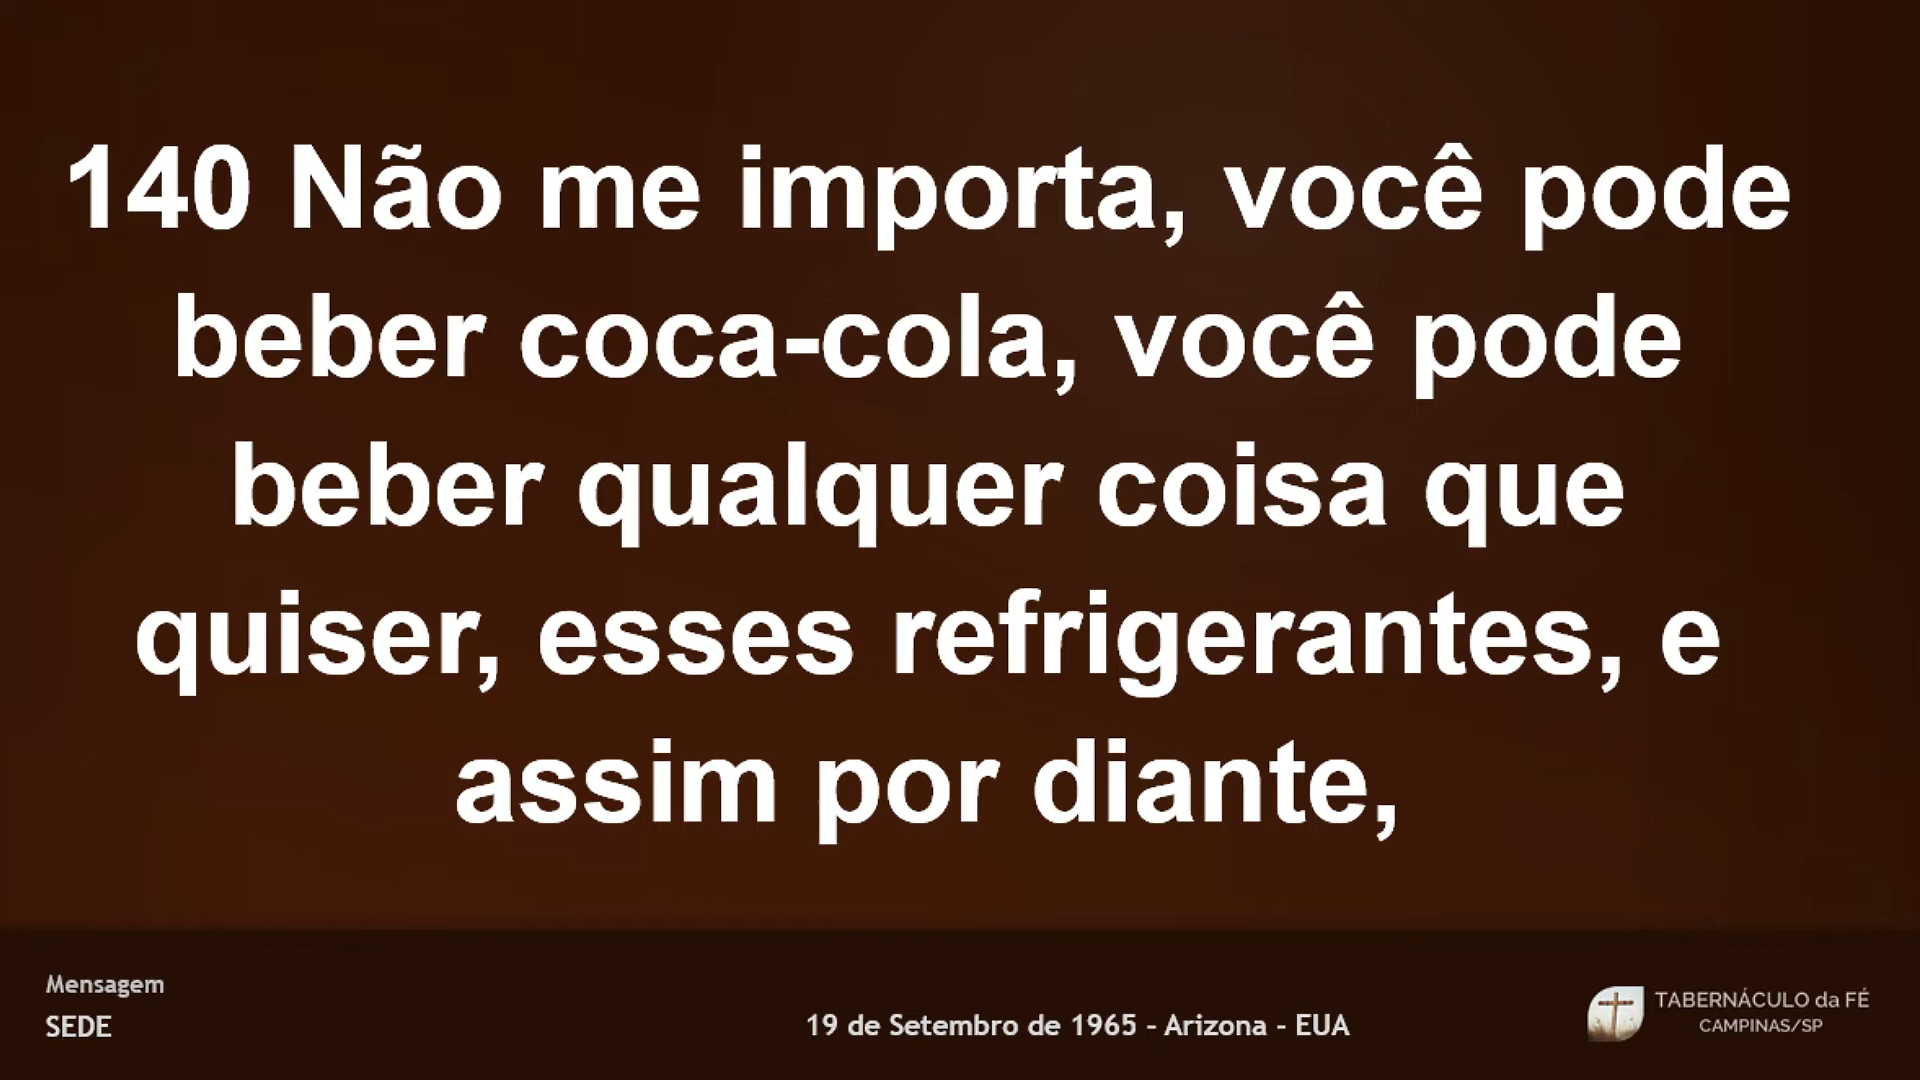 140 Não me importa, você pode
beber coca-cola, você pode
beber qualquer coisa que
quiser, esses refrigerantes, e
assim por diante,
Mensagem
SEDE
19 de Setembro de 1965 - Arizona - EUA
TABERNÁCULO da FÉ
CAMPINAS/SP